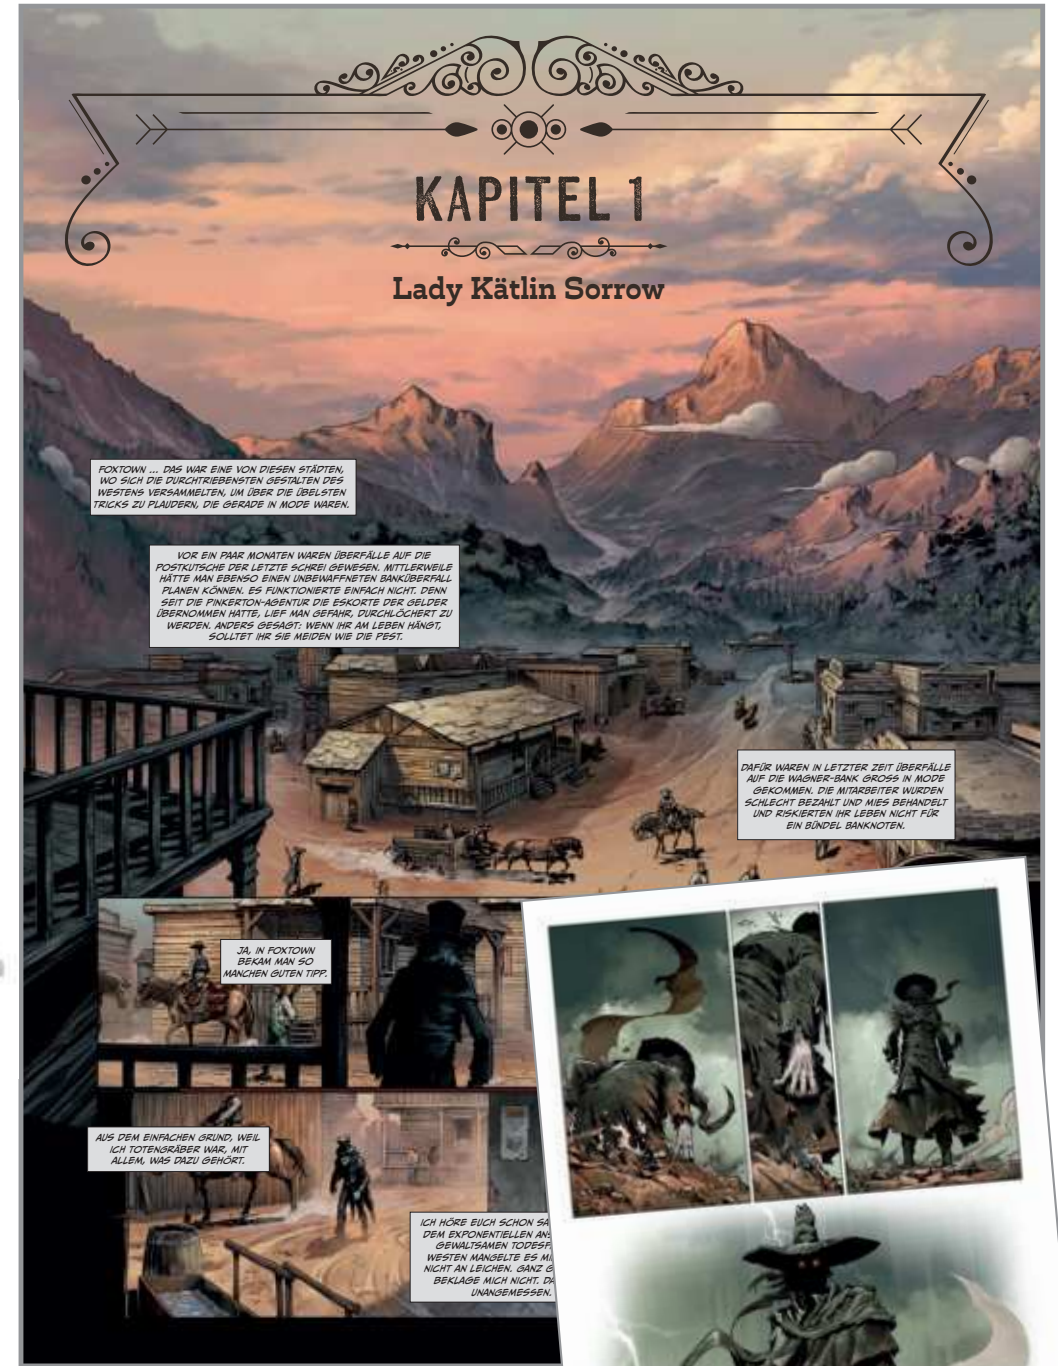 KAPITEL 1
Lady Kätlin Sorrow
FOXTOWN ... DAS WAR EINE VON DIESEN STÄDTEN,
WO SICH DIE DURCHTRIEBENSTEN GESTALTEN DES
WESTENS VERSAMMELTEN, UM ÜBER DIE ÜBELSTEN
TRICKS ZU PLAUDERN, DIE GERADE IN MODE WAREN.
VOR EIN PAAR MONATEN WAREN ÜBERFÄLLE AUF DIE
POSTKUTSCHE DER LETZTE SCHREI GEWESEN. MITTLERWEILE
HÄTTE MAN EBENSO EINEN UNBEWAFFNETEN BANKÜBERFALL
PLANEN KÖNNEN. ES FUNKTIONIERTE EINFACH NICHT. DENN
SEIT DIE PINKERTON-AGENTUR DIE ESKORTE DER GELDER
ÜBERNOMMEN HATTE, LIEF MAN GEFAHR, DURCHLÖCHERT ZU
WERDEN. ANDERS GESAGT: WENN IHR AM LEBEN HÄNGT,
SOLLTET IHR SIE MEIDEN WIE DIE PEST.
DAFÜR WAREN IN LETZTER ZEIT ÜBERFÄLLE
AUF DIE WAGNER-BANK GROSS IN MODE
GEKOMMEN. DIE MITARBEITER WURDEN
SCHLECHT BEZAHLT UND MIES BEHANDELT
UND RISKIERTEN IHR LEBEN NICHT FÜR
EIN BÜNDEL BANKNOTEN.
JA, IN FOXTOWN
BEKAM MAN SO
MANCHEN GUTEN TIPP.
AUS DEM EINFACHEN GRUND, WEIL
ICH TOTENGRÄBER WAR, MIT
ALLEM, WAS DAZU GEHÖRT.
ICH HÖRE EUCH SCHON SA
DEM EXPONENTIELLEN ANS
GEWALTSAMEN TODESF
WESTEN MANGELTE ES MI
NICHT AN LEICHEN. GANZ G
BEKLAGE MICH NICHT. DA
UNANGEMESSEN.